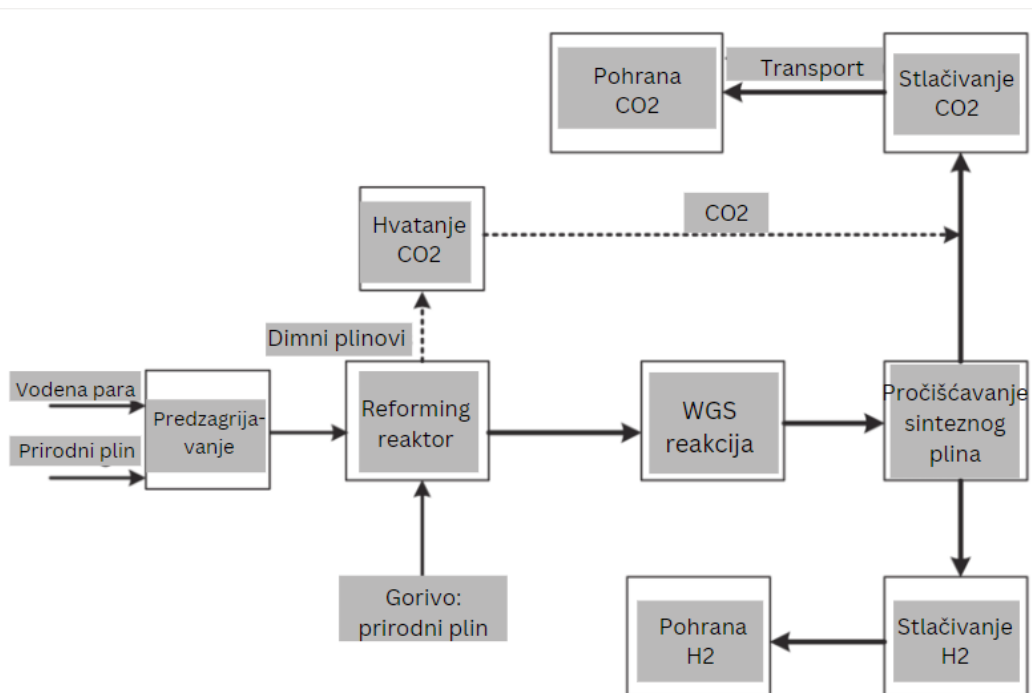 Pohrana
CO2
Transport
Stlačivanje
CO2
Hvatanje
CO2
CO2
Dimni plinovi
Vodena para
Prirodni plin
Predzagrija-
vanje
Reforming
reaktor
WGS
reakcija
Pročišćavanje
sinteznog
plina
Gorivo:
prirodni plin
Pohrana
H2
Stlačivanje
H2